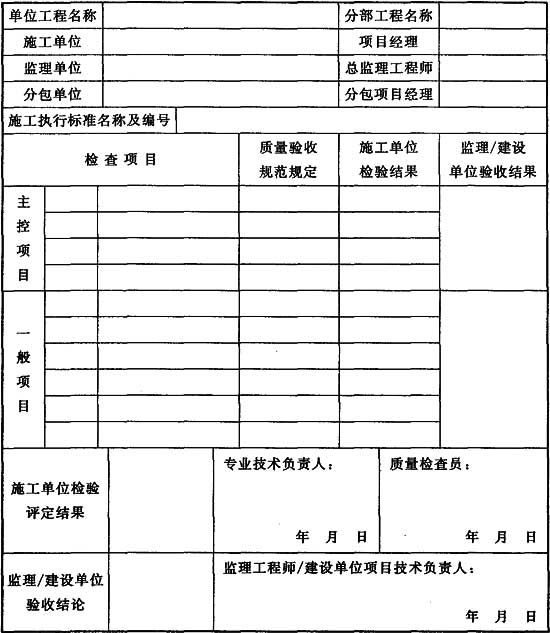 单位工程名称 分部工程名称
施工单位 项目经理
监理单位 总监理工程师
分包单位 分包项目经理
施工执行标准名称及编号
检查项目 质量验收规范规定 施工单位检验结果 监理/建设单位验收结果
主控项目
一般项目
施工单位检验
评定结果
专业技术负责人：
年 月 日
质量检查员：
年 月 日
监理/建设单位
验收结论
监理工程师/建设单位项目技术负责人：
年 月 日